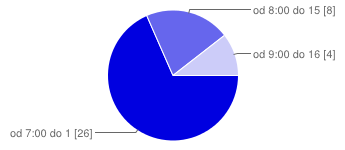 od 8:00 do 15 [8]
od 9:00 do 16 [4]
od 7:00 do 1 [26]